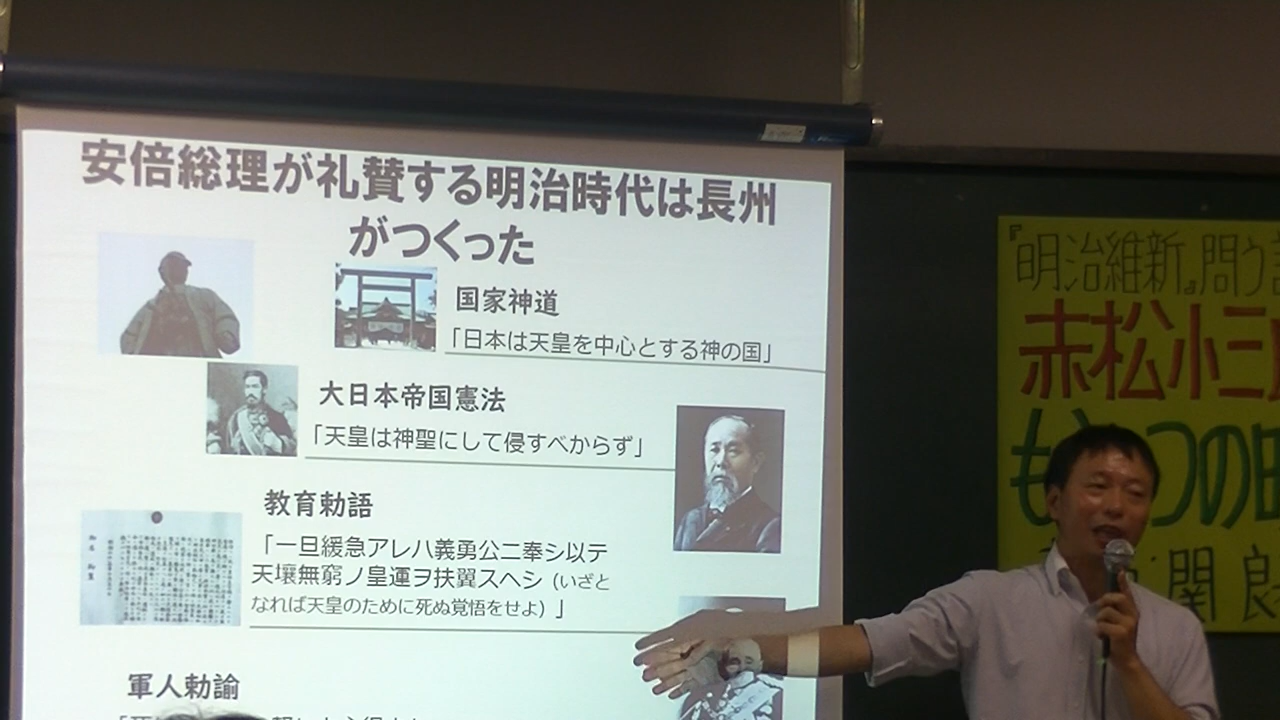 安倍総理が礼賛する明治時代は長州
がつくった
国家神道
「日本は天皇を中心とする神の国」
大日本帝国憲法
「天皇は神聖にして侵すべからず」
教育勅語
「一旦緩急アレハ義勇公ニ奉シ以テ
天壌無窮ノ皇運ヲ扶翼スヘシ (いざと
なれば天皇のために死ぬ覚悟をせよ) 」
軍人勅諭
『明治維新』問う
赤松小三
もう つの
関 良